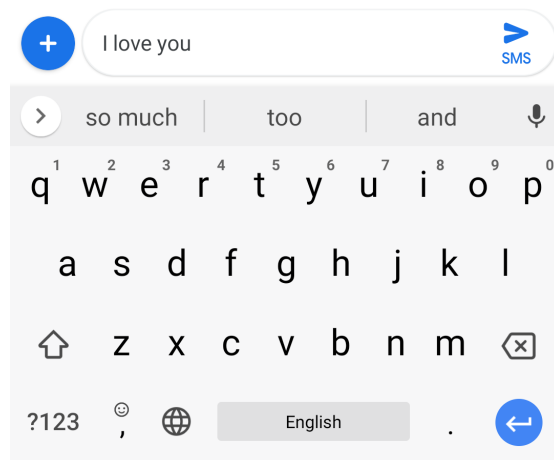 I love you
SMS
so much too and
1 2 3 4 5 6 7 8 9 0
q w e r t y u i o p
a s d f g h j k l
z x c v b n m
?123 , English .